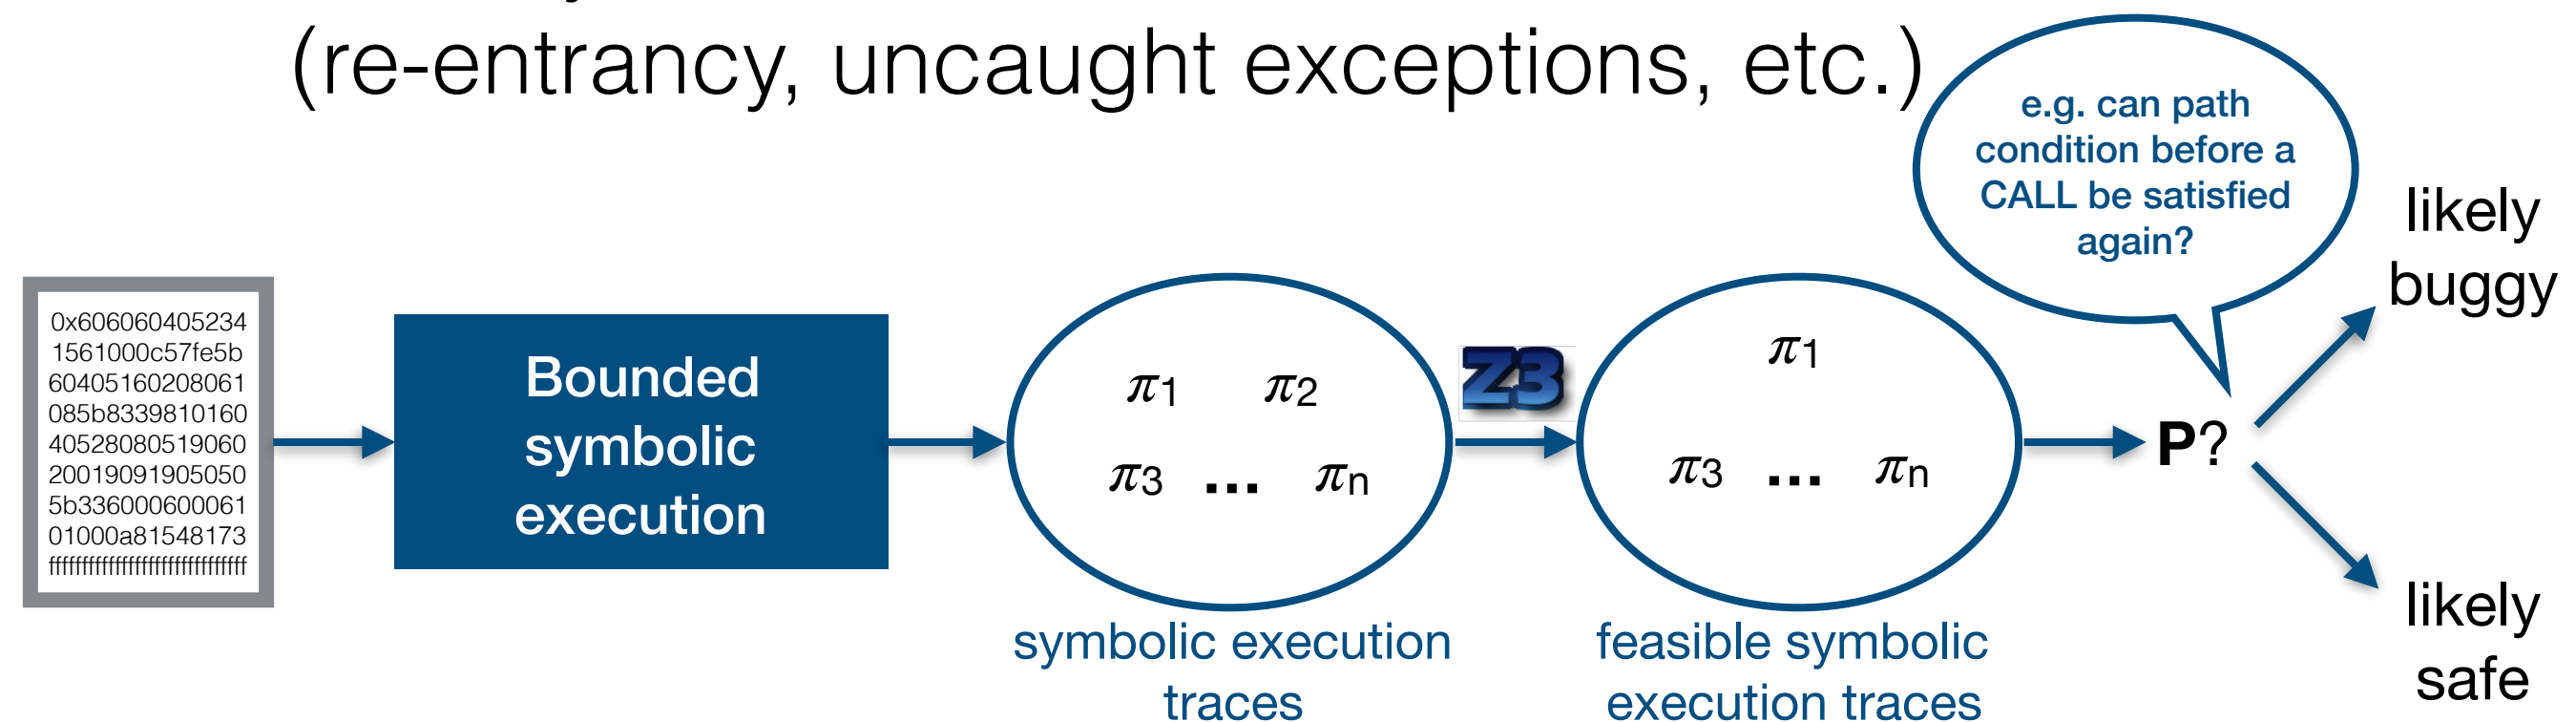 (re-entrancy, uncaught exceptions, etc.)
e.g. can path
condition before a
CALL be satisfied
again?
likely
buggy
0x606060405234
1561000c57fe5b
60405160208061
085b8339810160
40528080519060
20019091905050
5b336000600061
01000a81548173
ffffffffffffffffffffffffffffffffff
Bounded
symbolic
execution
π1 π2
π3 ... πn
Z3
π1
π3 ... πn
P?
symbolic execution
traces
feasible symbolic
execution traces
likely
safe